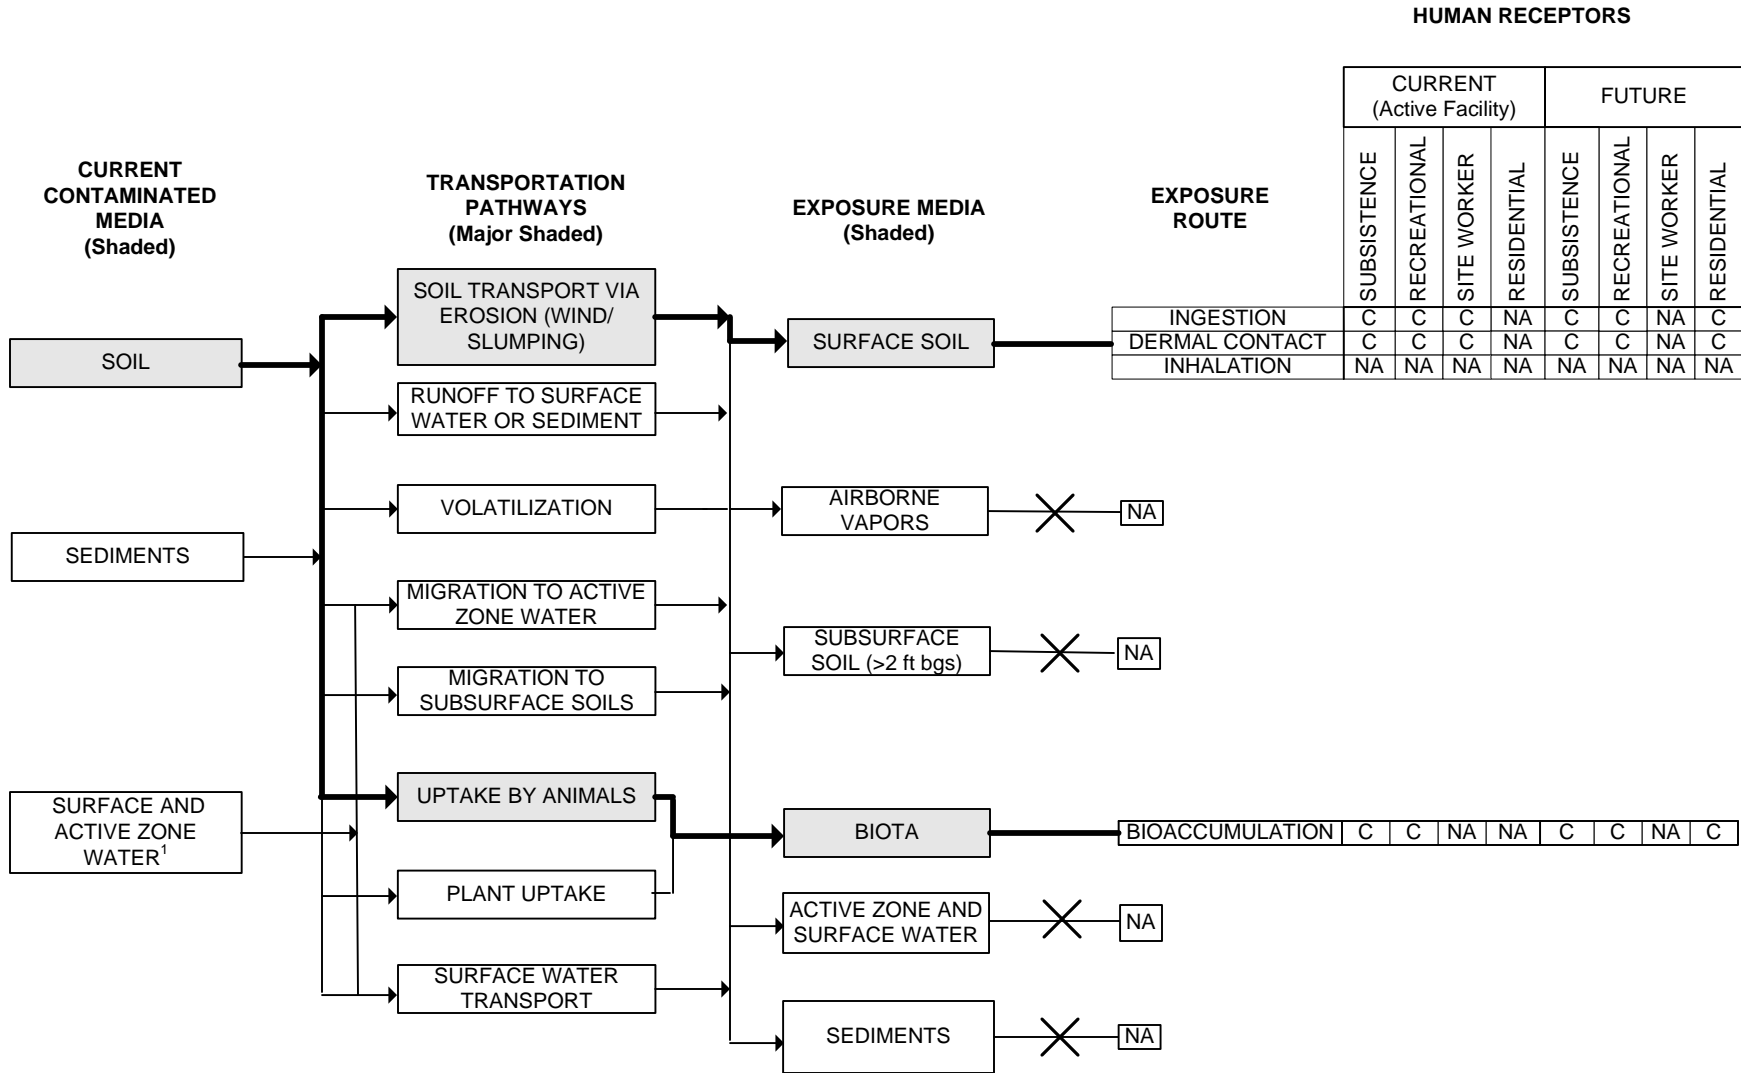 HUMAN RECEPTORS
CURRENT
(Active Facility)
FUTURE
CURRENT
CONTAMINATED
MEDIA
(Shaded)
TRANSPORTATION
PATHWAYS
(Major Shaded)
EXPOSURE MEDIA
(Shaded)
EXPOSURE
ROUTE
SUBSISTENCE
RECREATIONAL
SITE WORKER
RESIDENTIAL
SUBSISTENCE
RECREATIONAL
SITE WORKER
RESIDENTIAL
INGESTION C C C NA C C NA C
DERMAL CONTACT C C C NA C C NA C
INHALATION NA NA NA NA NA NA NA NA
SOIL
SOIL TRANSPORT VIA
EROSION (WIND/
SLUMPING)
SURFACE SOIL
RUNOFF TO SURFACE
WATER OR SEDIMENT
VOLATILIZATION
AIRBORNE
VAPORS
NA
SEDIMENTS
MIGRATION TO ACTIVE
ZONE WATER
SUBSURFACE
SOIL (>2 ft bgs)
NA
MIGRATION TO
SUBSURFACE SOILS
SURFACE AND
ACTIVE ZONE
WATER¹
UPTAKE BY ANIMALS
BIOTA
BIOACCUMULATION C C NA NA C C NA C
PLANT UPTAKE
ACTIVE ZONE AND
SURFACE WATER
NA
SURFACE WATER
TRANSPORT
SEDIMENTS
NA